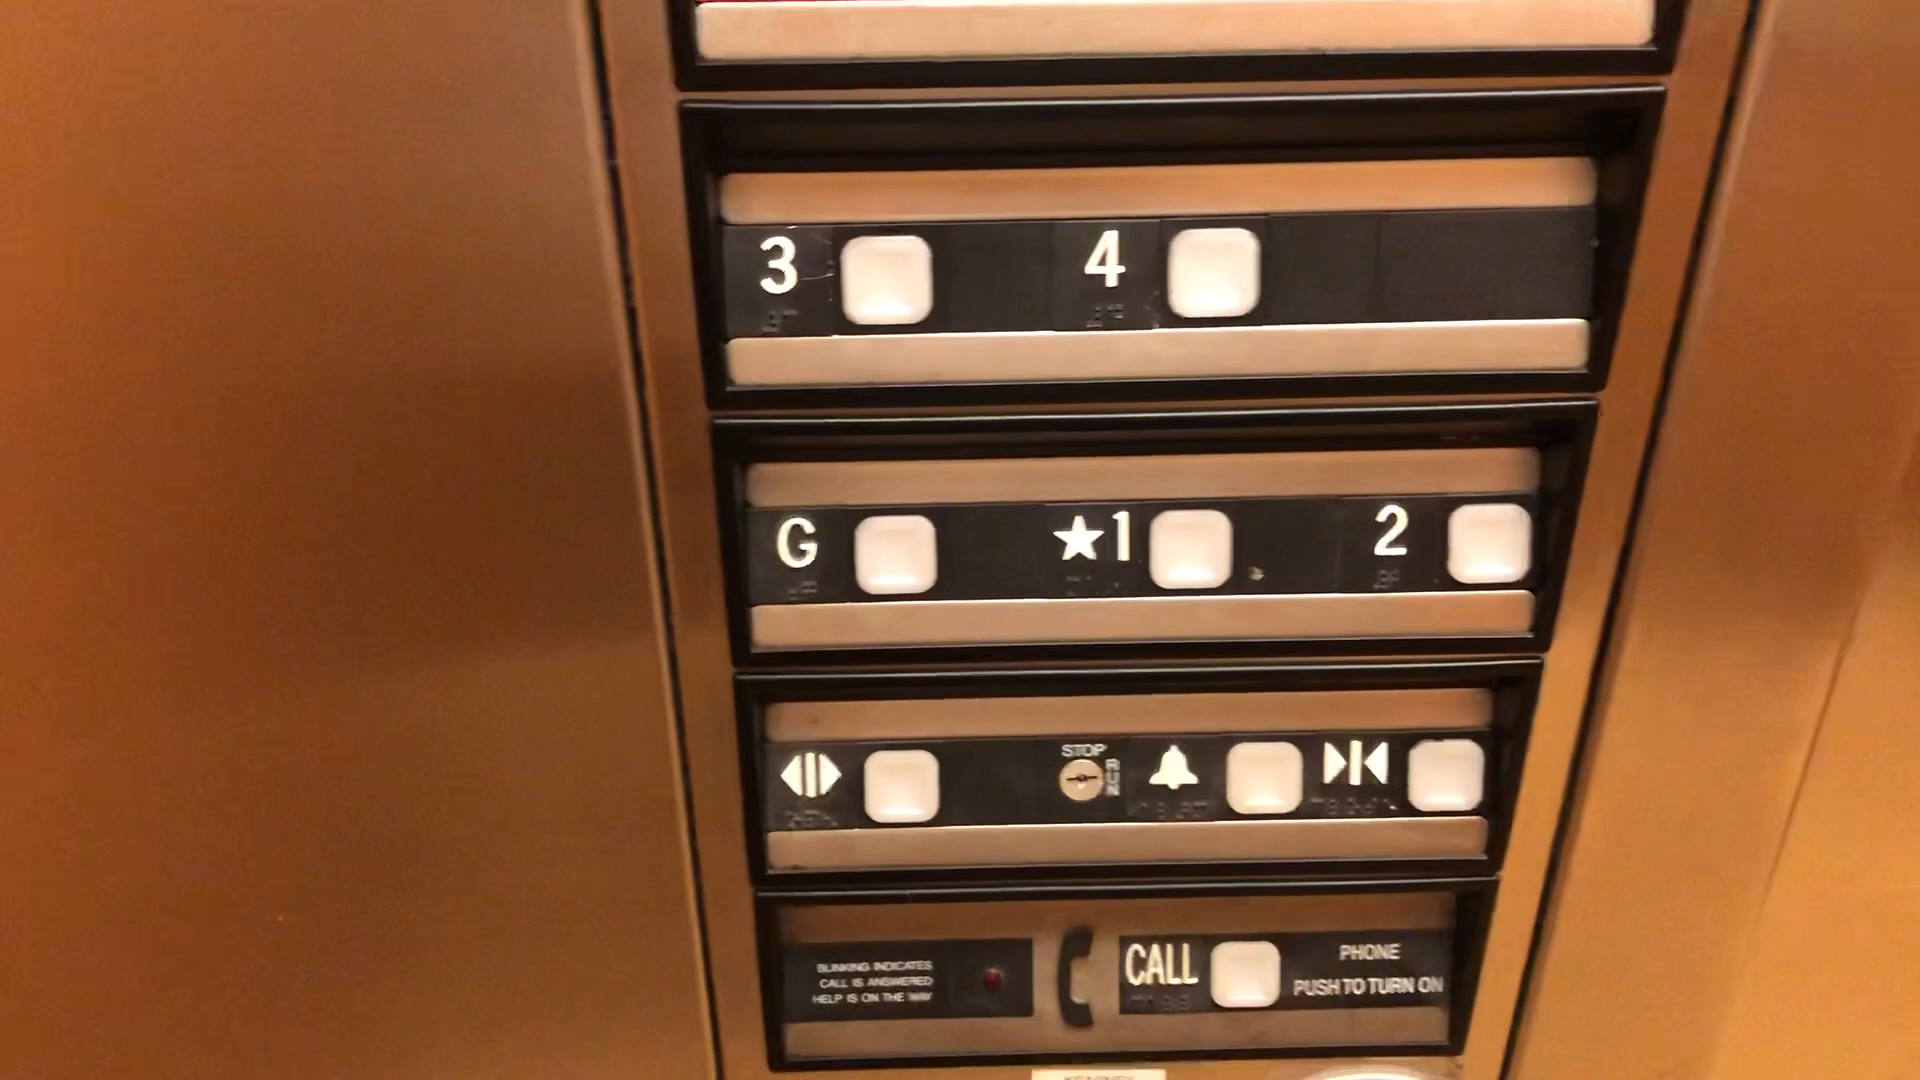 3 4
G ★1 2
STOP
RUN
BLINKING INDICATES
CALL IS ANSWERED
HELP IS ON THE WAY
CALL
PHONE
PUSH TO TURN ON